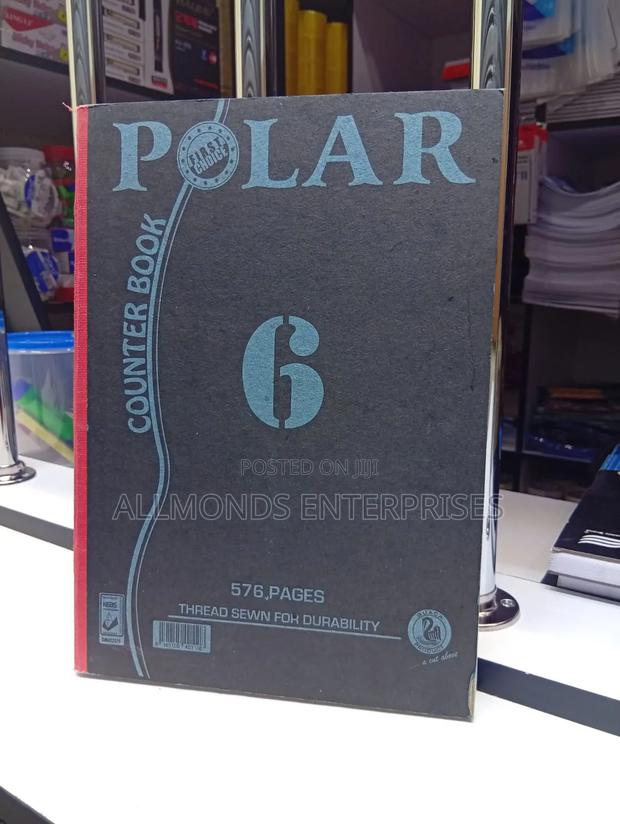 POLAR
FIRST CHOICE
COUNTER BOOK
6
POSTED ON JIJI
ALLMONDS ENTERPRISES
576 PAGES
THREAD SEWN FOR DURABILITY
KEBS
a cut above